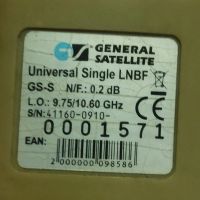 GENERAL
SATELLITE
Universal Single LNBF
GS-S N/F.: 0.2 dB
L.O.: 9.75/10.60 GHz
S/N:41160-0910-
0001571
EAN:
2 000000 098586